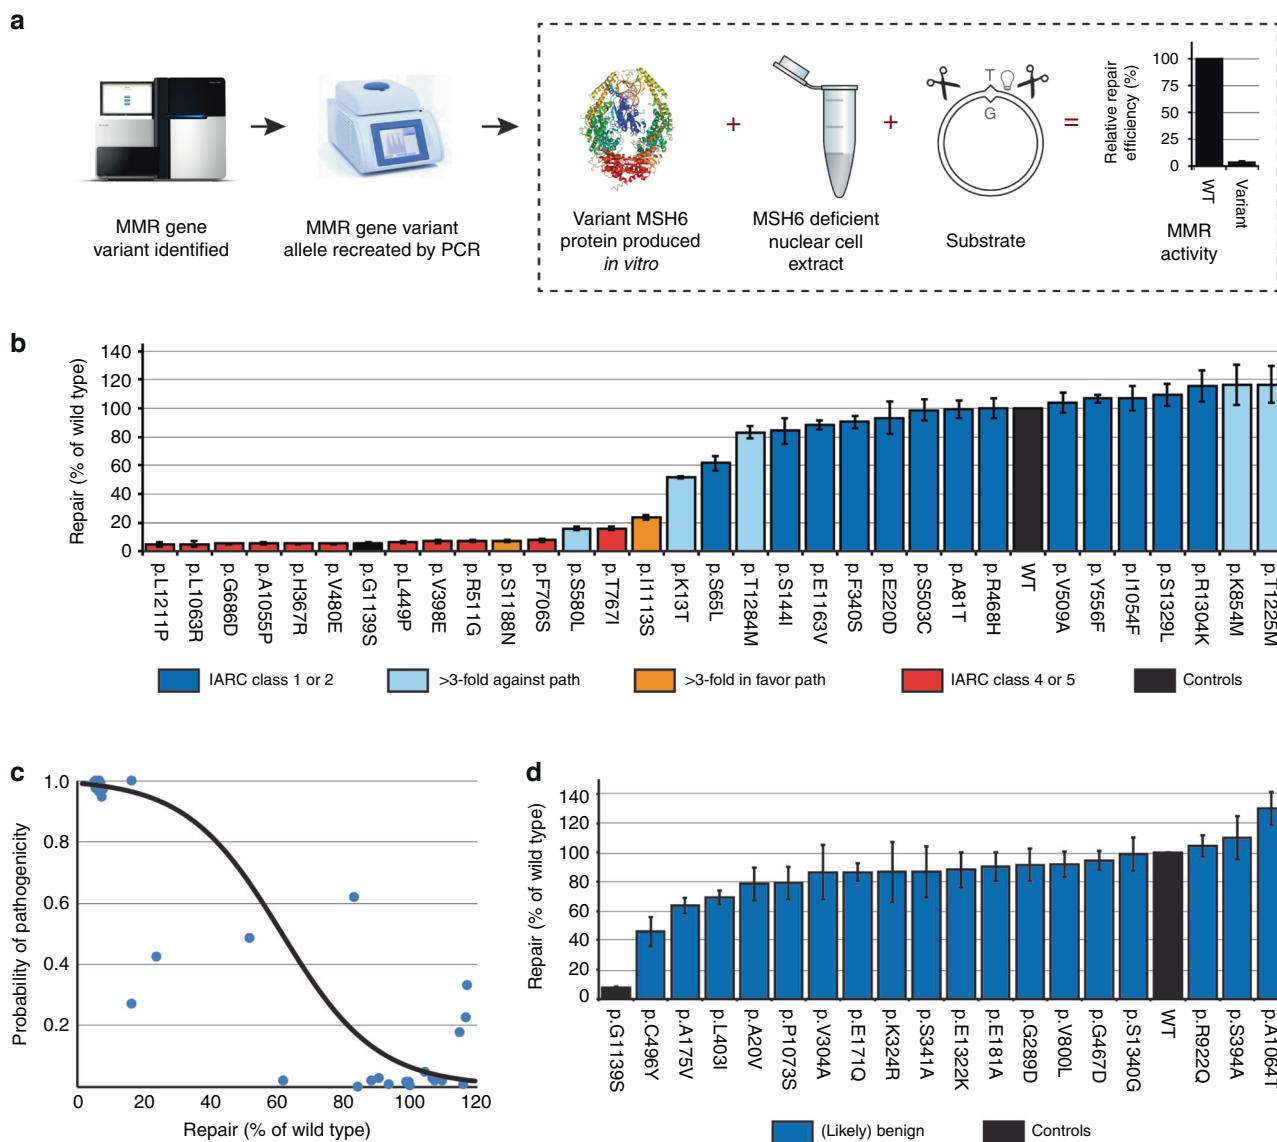 a
MMR gene
variant identified
MMR gene variant
allele recreated by PCR
Variant MSH6
protein produced
in vitro
+
MSH6 deficient
nuclear cell
extract
+
T
G
Substrate
=
Relative repair
efficiency (%)
100
75
50
25
0
WT
Variant
MMR
activity
b
Repair (% of wild type)
140
120
100
80
60
40
20
0
p.L1211P
p.L1063R
p.G686D
p.A1055P
p.H367R
p.V480E
p.G1139S
p.L449P
p.V398E
p.R511G
p.S1188N
p.F706S
p.S580L
p.T767I
p.I1113S
p.K13T
p.S65L
p.T1284M
p.S144I
p.E1163V
p.F340S
p.E220D
p.S503C
p.A81T
p.R468H
WT
p.V509A
p.Y556F
p.I1054F
p.S1329L
p.R1304K
p.K854M
p.T1225M
IARC class 1 or 2
>3-fold against path
>3-fold in favor path
IARC class 4 or 5
Controls
c
Probability of pathogenicity
1.0
0.8
0.6
0.4
0.2
0
20
40
60
80
100
120
Repair (% of wild type)
d
Repair (% of wild type)
140
120
100
80
60
40
20
0
p.G1139S
p.C496Y
p.A175V
p.L403I
p.A20V
p.P1073S
p.V304A
p.E171Q
p.K324R
p.S341A
p.E1322K
p.E181A
p.G289D
p.V800L
p.G467D
p.S1340G
WT
p.R922Q
p.S394A
p.A1064T
(Likely) benign
Controls